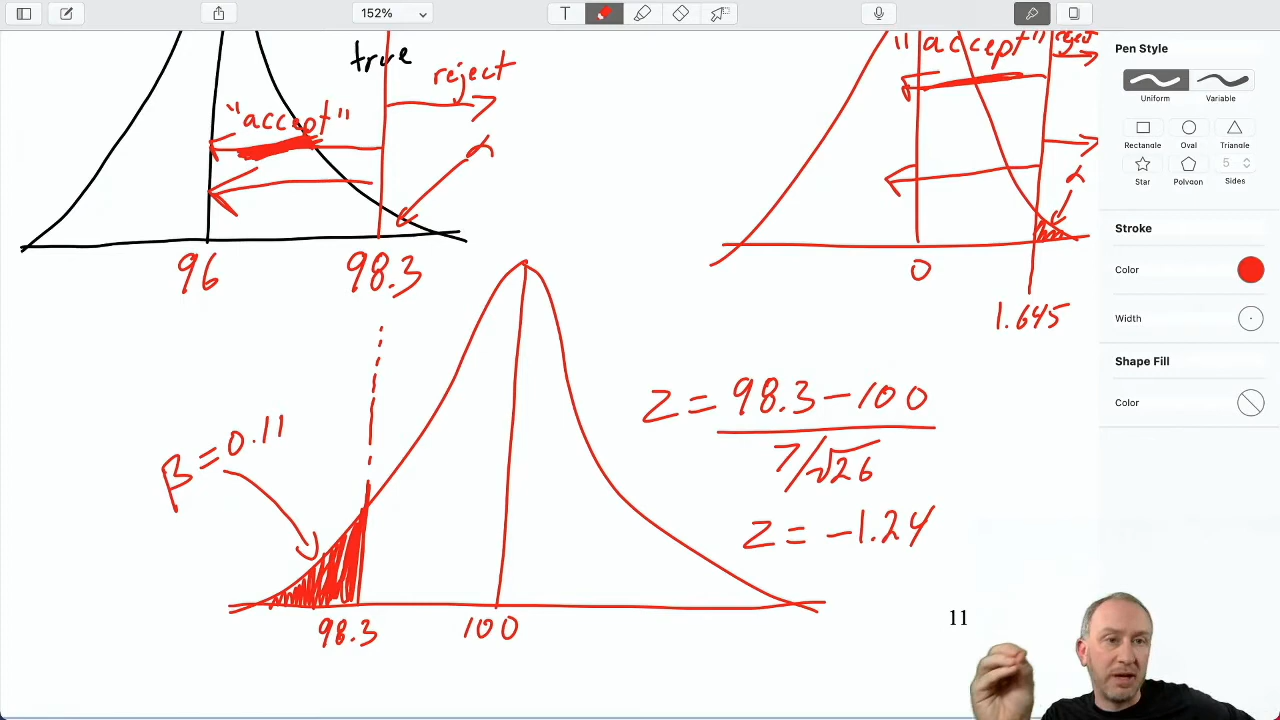 152%
T
true
reject
"accept"
α
96
98.3
"accept"
reject
α
0
1.645
β = 0.11
98.3
100
z = 98.3 - 100
7/√26
z = -1.24
11
Pen Style
Uniform
Variable
Rectangle
Oval
Triangle
Star
Polygon
5
Sides
Stroke
Color
Width
Shape Fill
Color